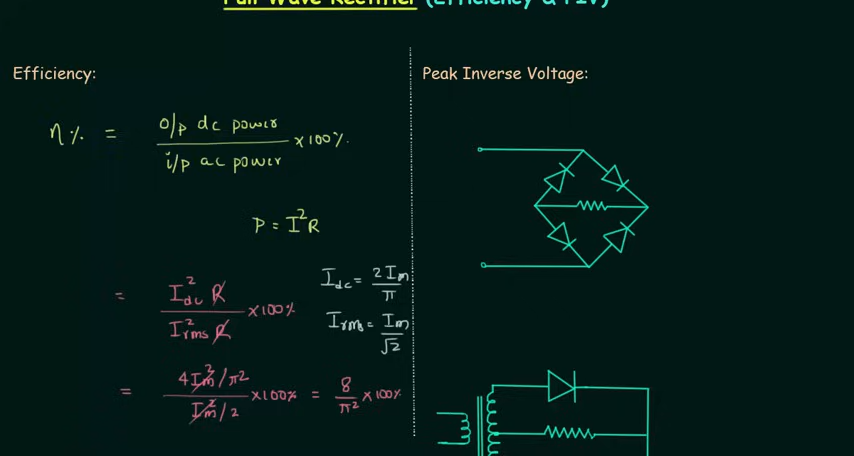 Full Wave Rectifier (Efficiency & PIV)
Efficiency:
η % = o/p dc power / i/p ac power × 100%.
P = I²R
= I²dc R / I²rms R × 100%
Idc = 2Im / π
Irms = Im / √2
= 4Im²/π² / Im²/2 × 100% = 8/π² × 100%
Peak Inverse Voltage: